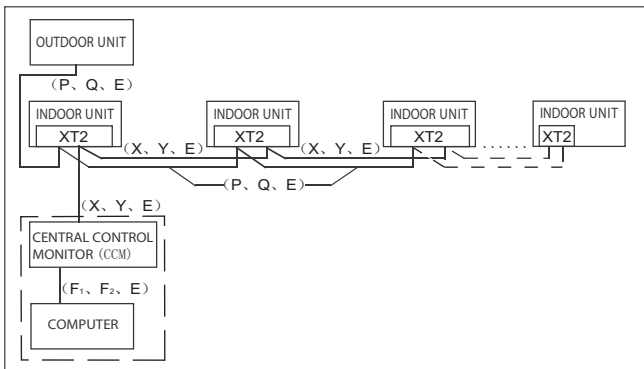 OUTDOOR UNIT
(P、Q、E)
INDOOR UNIT
XT2
INDOOR UNIT
XT2
INDOOR UNIT
XT2
......
INDOOR UNIT
XT2
(X、Y、E)
(X、Y、E)
(P、Q、E)
(X、Y、E)
CENTRAL CONTROL
MONITOR (CCM)
(F₁、F₂、E)
COMPUTER